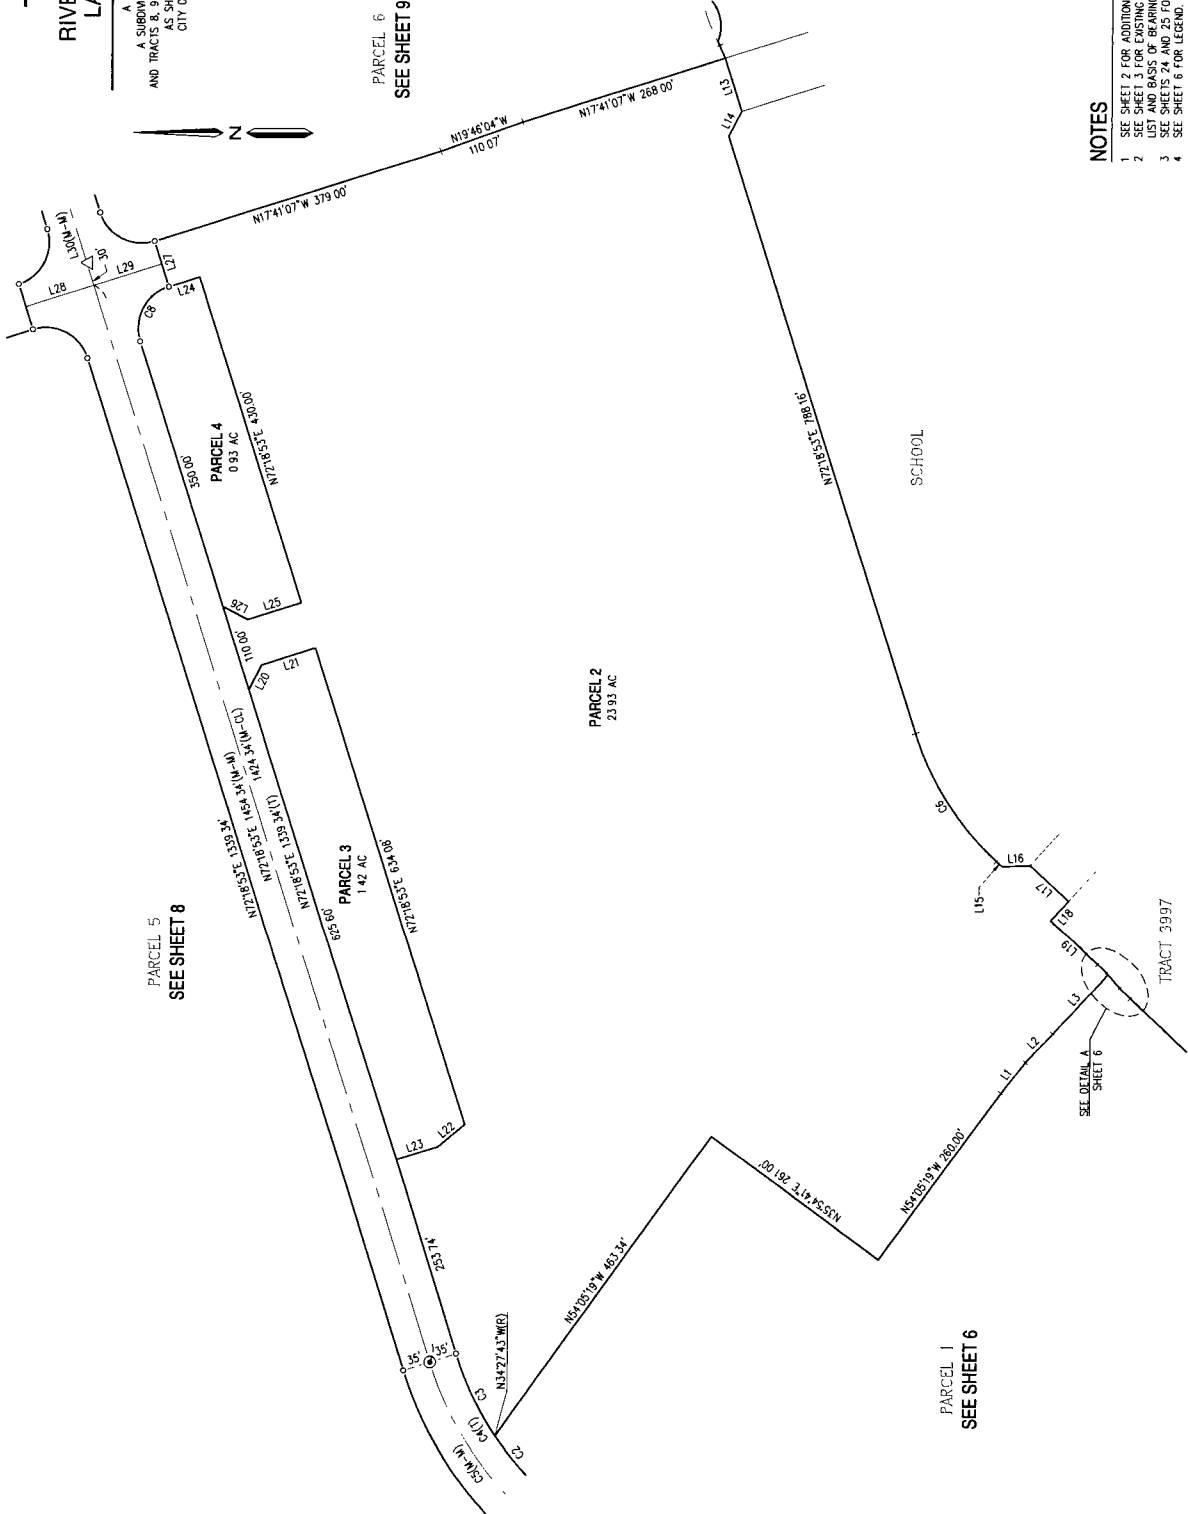 RIVE
LA
A
A SUBDIV
AND TRACTS 8, 9
AS SH
CITY O
PARCEL 6
SEE SHEET 9
N
NOTES
1 SEE SHEET 2 FOR ADDITION
2 SEE SHEET 3 FOR EXISTING
LIST AND BASIS OF BEARING
3 SEE SHEETS 24 AND 25 FO
4 SEE SHEET 6 FOR LEGEND.
L13
L14
N17°41'07"W 268 00'
N19°46'04"W
110 07'
N17°41'07"W 379 00'
L30(M-M)
30'
L28
L29
L27
L24
C8
PARCEL 4
0 93 AC
350 00'
N72°18'53"E 430.00'
L26
L25
110 00'
L20
L21
N72°18'53"E 788.16'
SCHOOL
PARCEL 2
23 93 AC
N72°18'53"E 1339 34'
N72°18'53"E 1454 34'(M-M)
1424 34'(M-CL)
N72°18'53"E 1339 34'(T)
625 60'
PARCEL 3
1 42 AC
N72°18'53"E 634 08'
L23
L22
PARCEL 5
SEE SHEET 8
C6
L15
L16
L17
L18
L19
TRACT 3997
L3
L2
L1
SEE DETAIL A
SHEET 6
N54°05'19"W 260.00'
N35°54'41"E 261 00'
N54°05'19"W 463 34'
253.74'
35'
35'
N34°27'43"W(R)
C3
C4(T)
C2
C5(M-M)
PARCEL 1
SEE SHEET 6